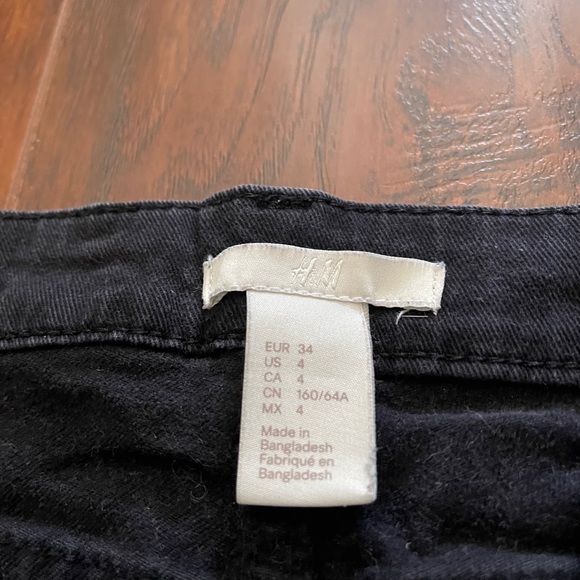 H&M
EUR 34
US 4
CA 4
CN 160/64A
MX 4
Made in
Bangladesh
Fabriqué en
Bangladesh